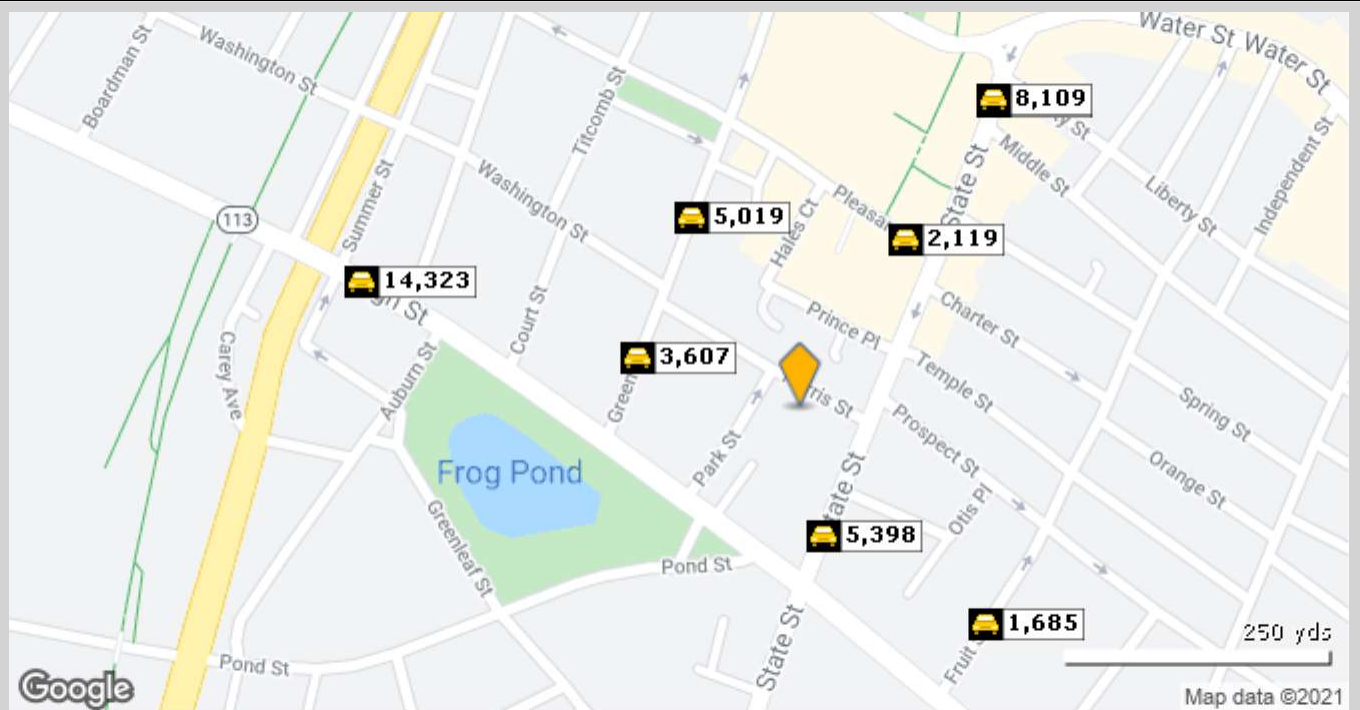 Water St
Water St
Washington St
Boardman St
Titcomb St
8,109
State St
Middle St
Liberty St
Independent St
Washington St
Summer St
113
5,019
Hales Ct
2,119
14,323
St
Court St
Prince Pl
Charter St
Carey Ave
Auburn St
3,607
Temple St
Spring St
Prospect St
Park St
Orange St
Frog Pond
State St
Otis Pl
Greenleaf St
5,398
Pond St
1,685
250 yds
State St
Pond St
Fruit
Google
Map data ©2021